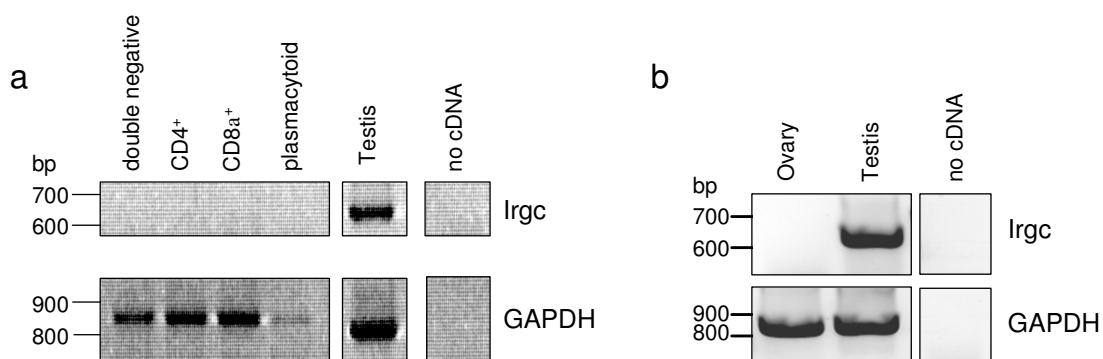 a
double negative
CD4+
CD8a+
plasmacytoid
Testis
no cDNA
bp
700
600
Irgc
900
800
GAPDH
b
Ovary
Testis
no cDNA
bp
700
600
Irgc
900
800
GAPDH